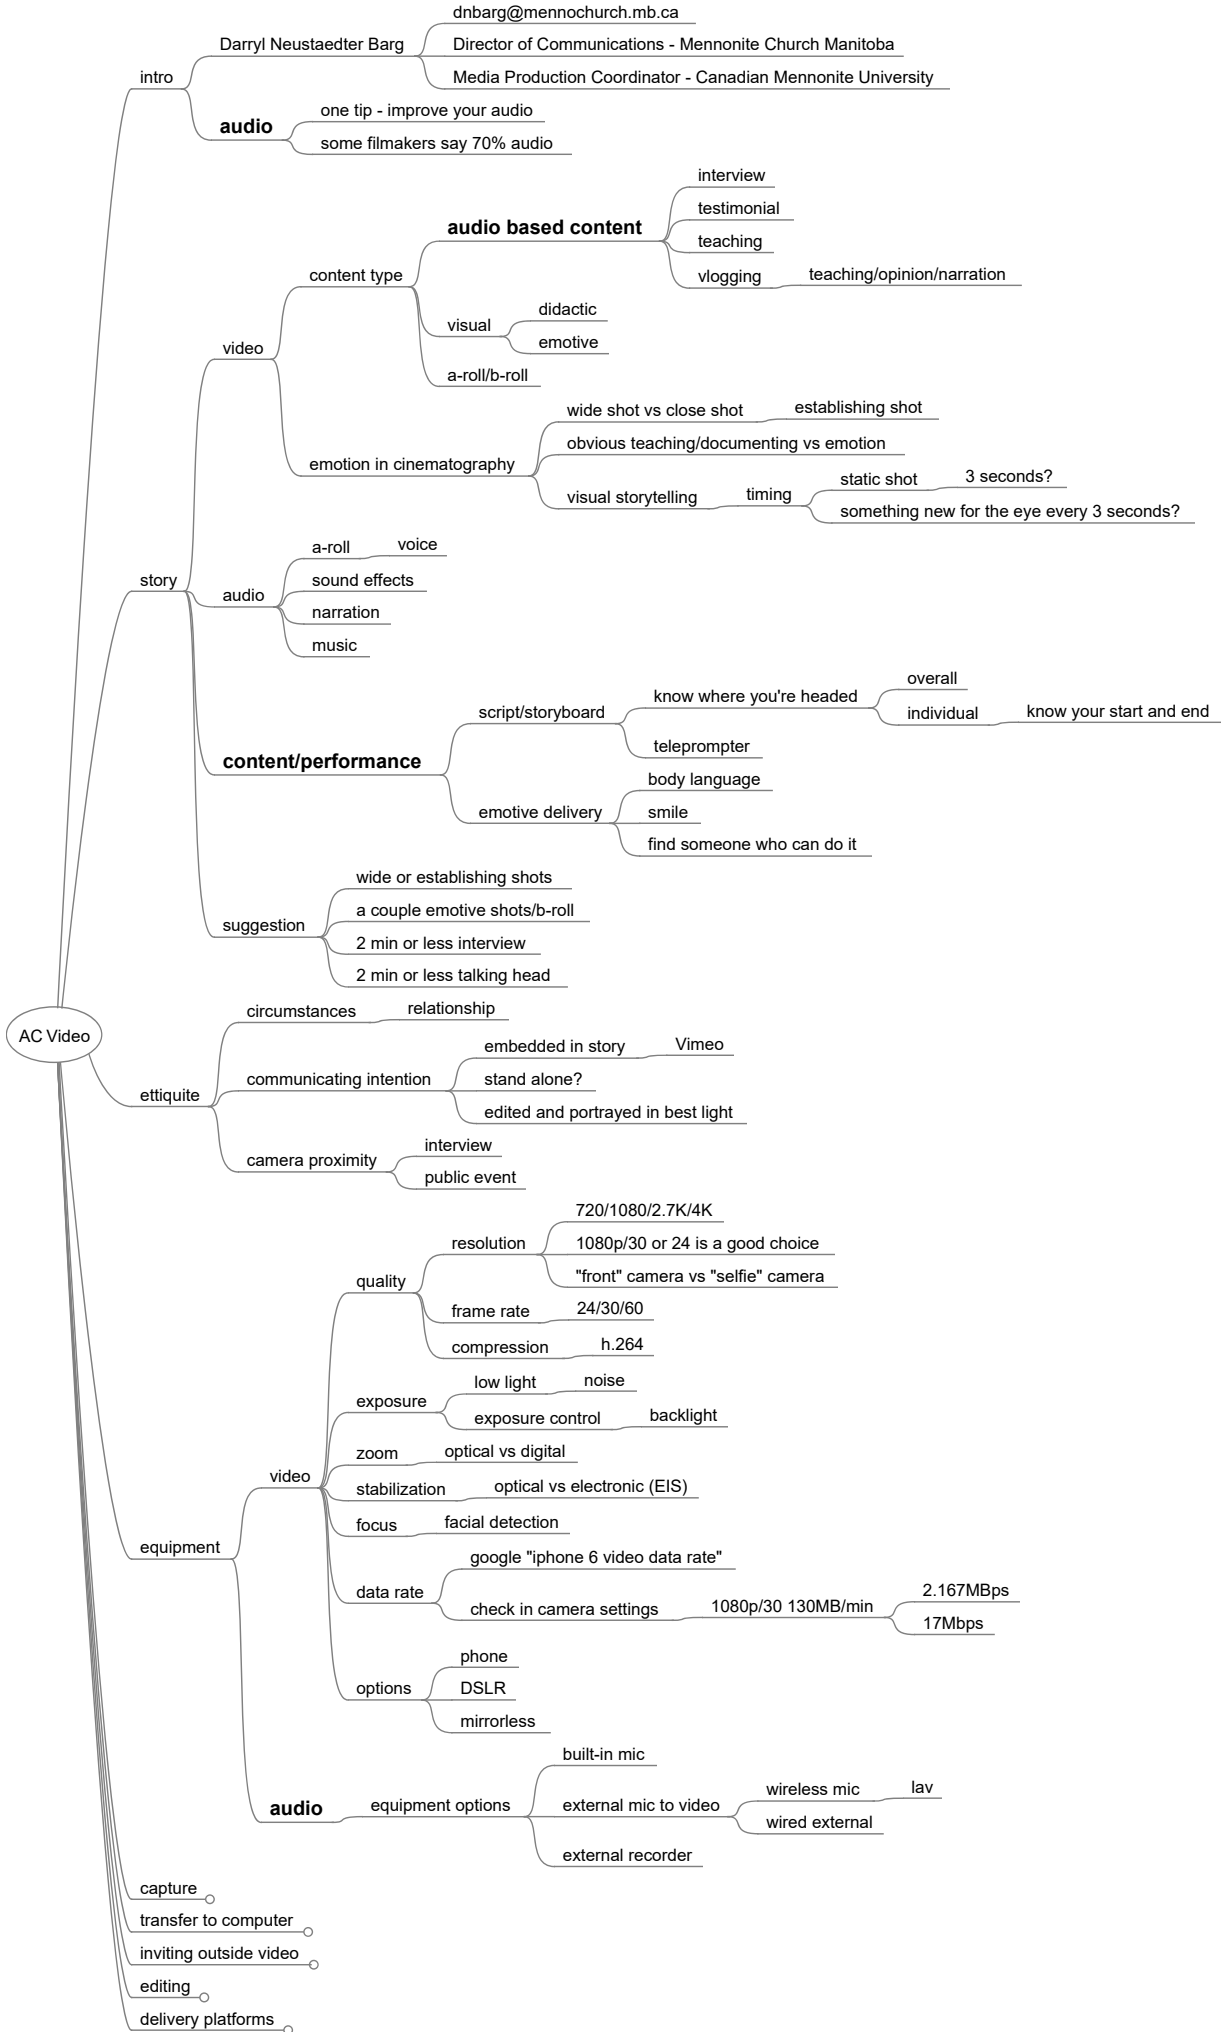 dnbarg@mennochurch.mb.ca
Darryl Neustaedter Barg
Director of Communications - Mennonite Church Manitoba
Media Production Coordinator - Canadian Mennonite University
intro
audio
one tip - improve your audio
some filmakers say 70% audio
interview
testimonial
audio based content
teaching
vlogging
teaching/opinion/narration
content type
visual
didactic
emotive
a-roll/b-roll
video
wide shot vs close shot
establishing shot
obvious teaching/documenting vs emotion
emotion in cinematography
visual storytelling
timing
static shot
3 seconds?
something new for the eye every 3 seconds?
story
audio
a-roll
voice
sound effects
narration
music
content/performance
script/storyboard
know where you're headed
overall
individual
know your start and end
teleprompter
emotive delivery
body language
smile
find someone who can do it
suggestion
wide or establishing shots
a couple emotive shots/b-roll
2 min or less interview
2 min or less talking head
AC Video
ettiquite
circumstances
relationship
communicating intention
embedded in story
Vimeo
stand alone?
edited and portrayed in best light
camera proximity
interview
public event
equipment
video
quality
resolution
720/1080/2.7K/4K
1080p/30 or 24 is a good choice
"front" camera vs "selfie" camera
frame rate
24/30/60
compression
h.264
exposure
low light
noise
exposure control
backlight
zoom
optical vs digital
stabilization
optical vs electronic (EIS)
focus
facial detection
data rate
google "iphone 6 video data rate"
check in camera settings
1080p/30 130MB/min
2.167MBps
17Mbps
options
phone
DSLR
mirrorless
audio
equipment options
built-in mic
external mic to video
wireless mic
lav
wired external
external recorder
capture
transfer to computer
inviting outside video
editing
delivery platforms